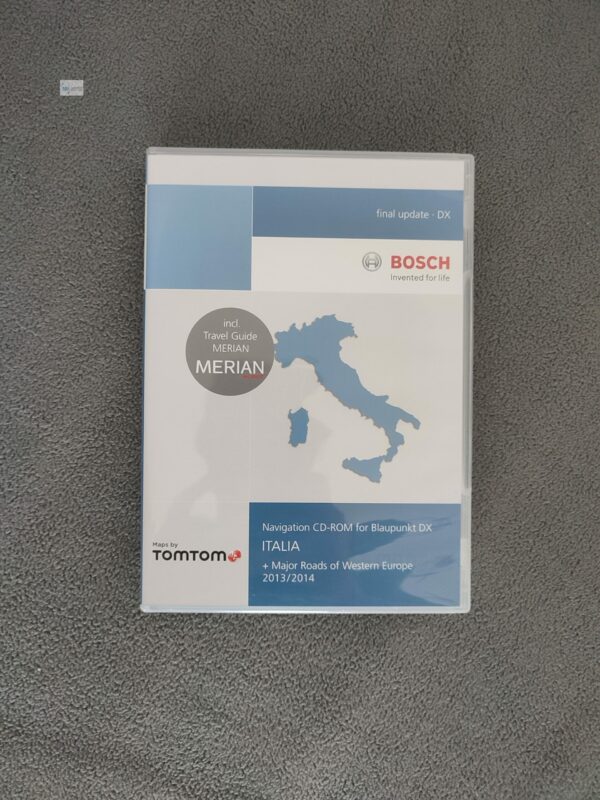 final update · DX
BOSCH
Invented for life
incl.
Travel Guide
MERIAN
MERIAN
Navigation CD-ROM for Blaupunkt DX
ITALIA
+ Major Roads of Western Europe
2013/2014
Maps by
TOMTOM